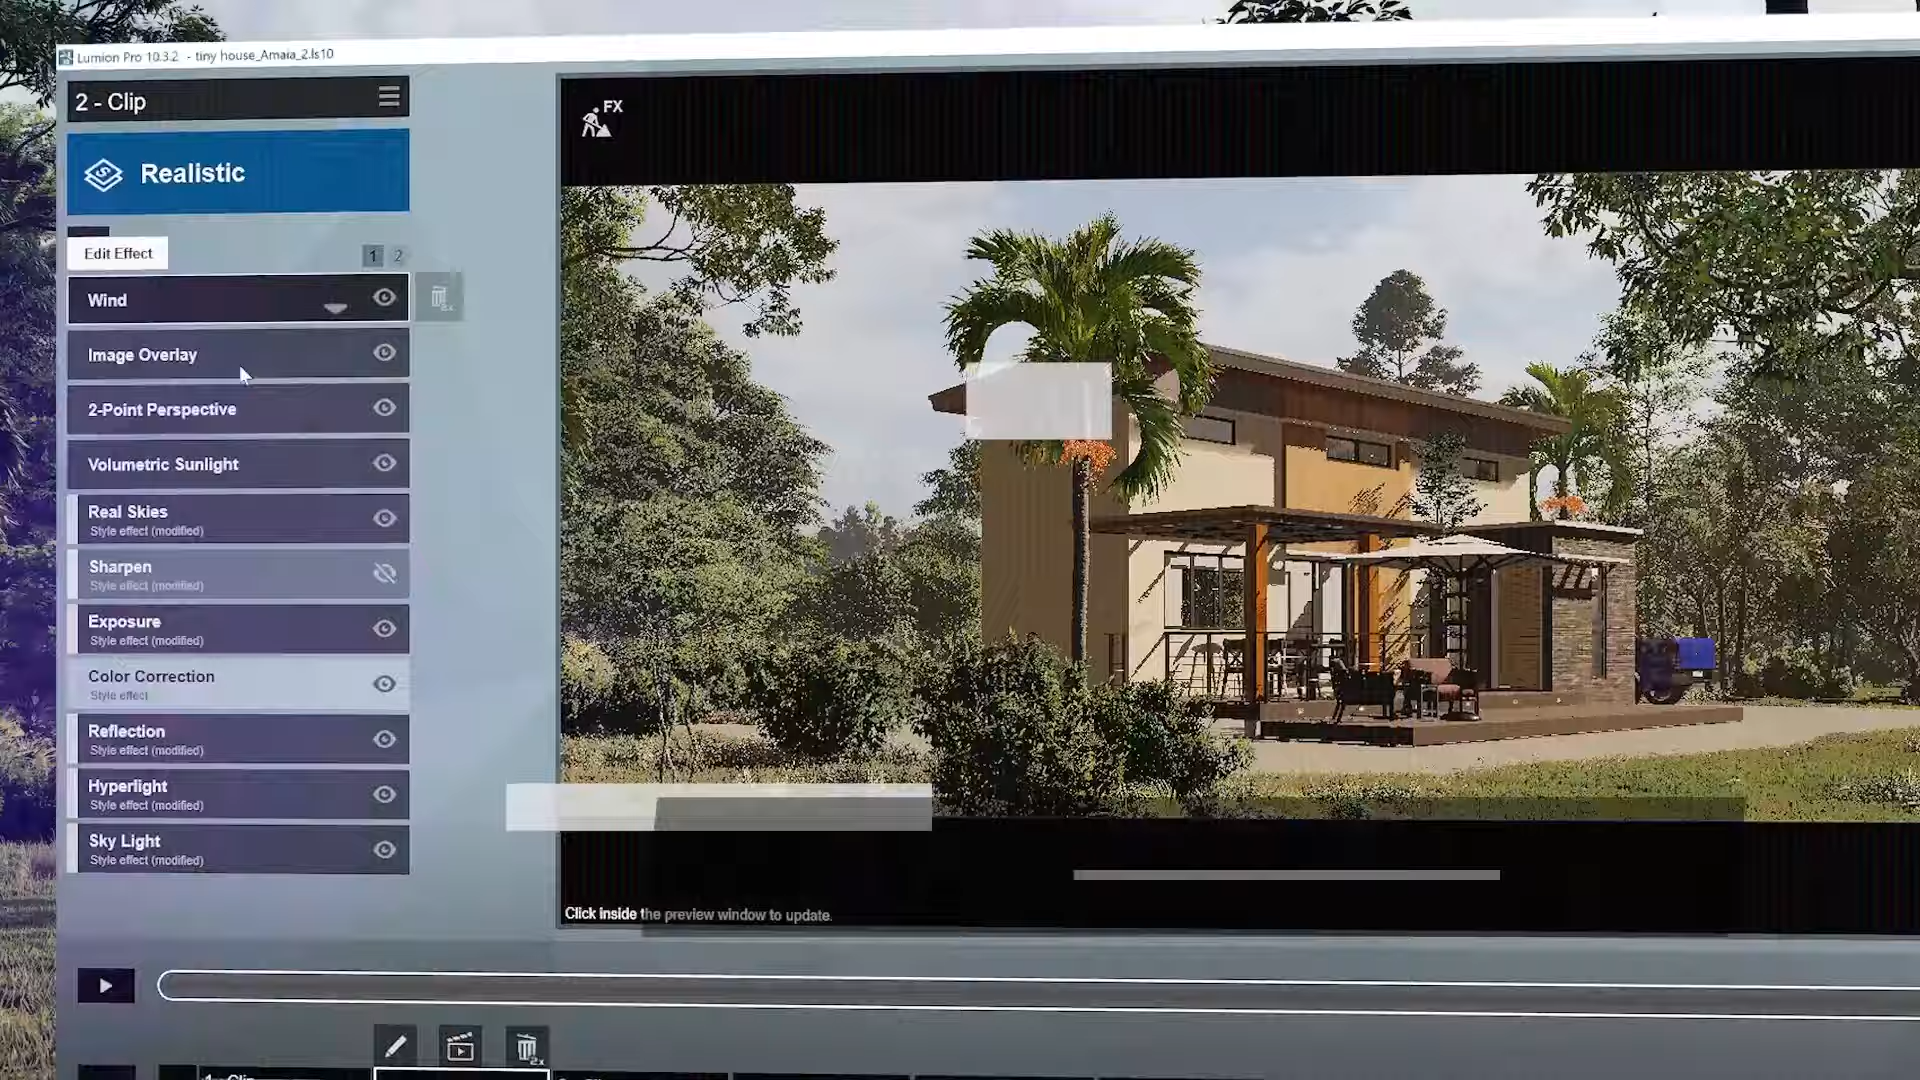 Lumion Pro 10.3.2 - tiny house_Amaia_2.ls10
2 - Clip
FX
Realistic
Edit Effect
1 2
Wind
2x
Image Overlay
2-Point Perspective
Volumetric Sunlight
Real Skies
Style effect (modified)
Sharpen
Style effect (modified)
Exposure
Style effect (modified)
Color Correction
Style effect
Reflection
Style effect (modified)
Hyperlight
Style effect (modified)
Sky Light
Style effect (modified)
Click inside the preview window to update.
2x